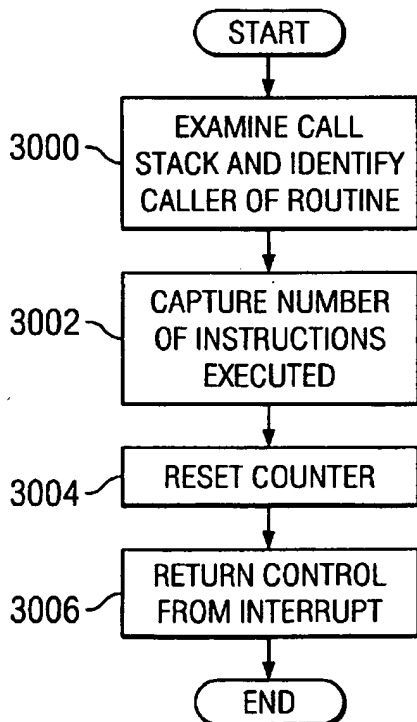 START
3000
EXAMINE CALL
STACK AND IDENTIFY
CALLER OF ROUTINE
3002
CAPTURE NUMBER
OF INSTRUCTIONS
EXECUTED
3004
RESET COUNTER
3006
RETURN CONTROL
FROM INTERRUPT
END